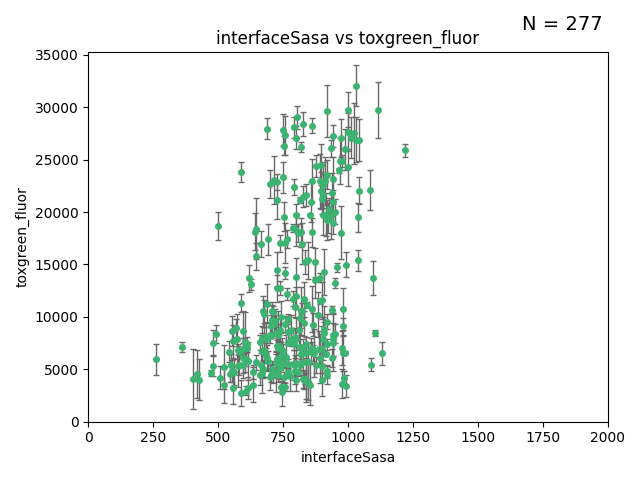 N = 277
interfaceSasa vs toxgreen_fluor
35000
30000
25000
20000
15000
10000
5000
0
toxgreen_fluor
0 250 500 750 1000 1250 1500 1750 2000
interfaceSasa